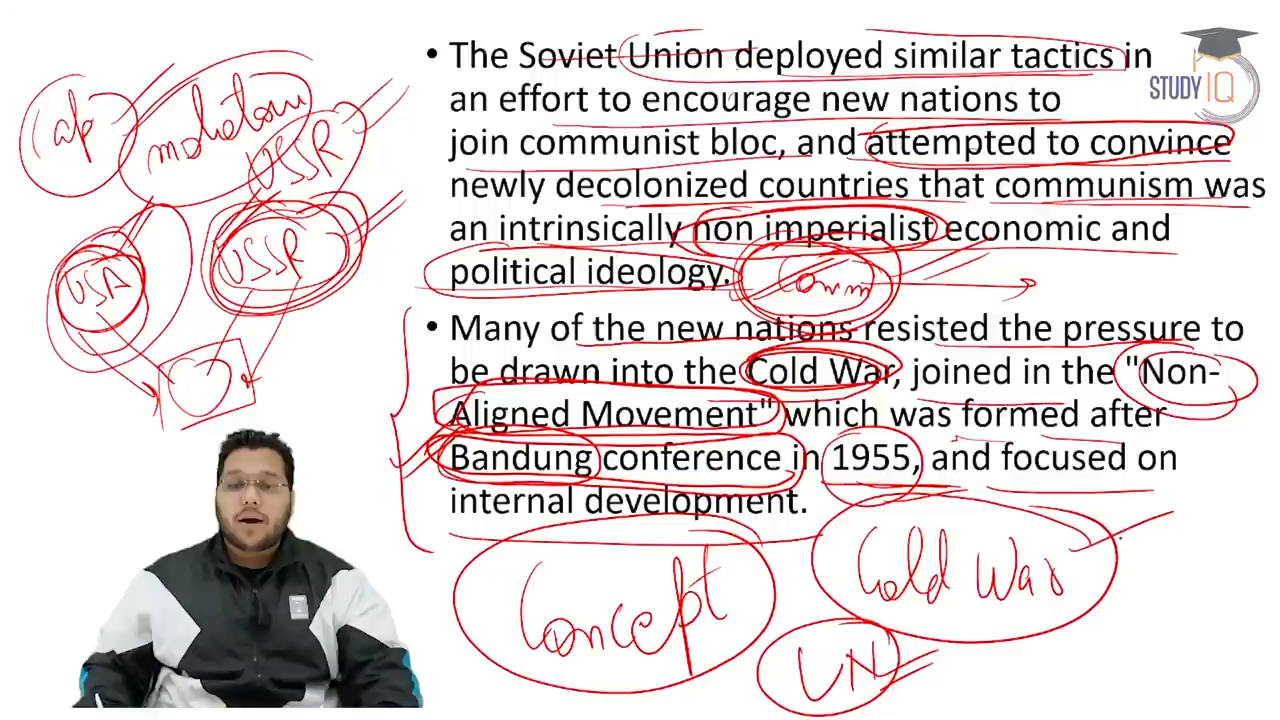 • The Soviet Union deployed similar tactics in
an effort to encourage new nations to
join communist bloc, and attempted to convince
newly decolonized countries that communism was
an intrinsically non imperialist economic and
political ideology.
Comm
• Many of the new nations resisted the pressure to
be drawn into the Cold War, joined in the "Non-
Aligned Movement" which was formed after
Bandung conference in 1955, and focused on
internal development.
STUDY IQ
USSR
USA
USSR
Concept
Cold War
UN